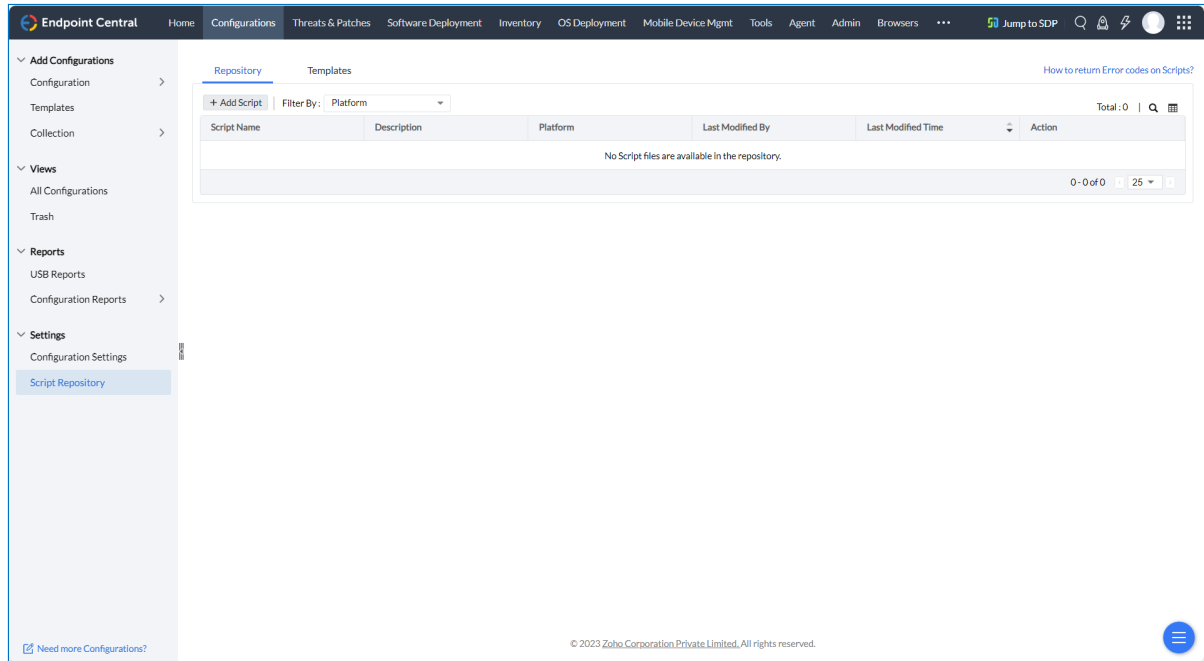 Endpoint Central Home Configurations Threats & Patches Software Deployment Inventory OS Deployment Mobile Device Mgmt Tools Agent Admin Browsers ••• Jump to SDP
Add Configurations
Configuration
Templates
Collection
Views
All Configurations
Trash
Reports
USB Reports
Configuration Reports
Settings
Configuration Settings
Script Repository
Need more Configurations?
Repository Templates How to return Error codes on Scripts?
+ Add Script Filter By : Platform Total : 0
Script Name Description Platform Last Modified By Last Modified Time Action
No Script files are available in the repository.
0 - 0 of 0 25
© 2023 Zoho Corporation Private Limited. All rights reserved.